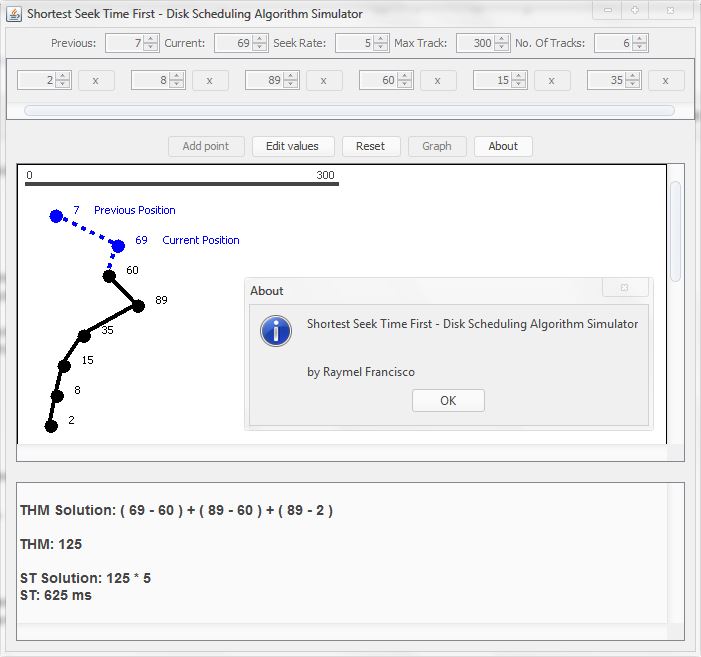 Shortest Seek Time First - Disk Scheduling Algorithm Simulator
Previous: 7 Current: 69 Seek Rate: 5 Max Track: 300 No. Of Tracks: 6
2 x 8 x 89 x 60 x 15 x 35 x
Add point Edit values Reset Graph About
0 300
7 Previous Position
69 Current Position
60
89
35
15
8
2
About
Shortest Seek Time First - Disk Scheduling Algorithm Simulator
by Raymel Francisco
OK
THM Solution: ( 69 - 60 ) + ( 89 - 60 ) + ( 89 - 2 )
THM: 125
ST Solution: 125 * 5
ST: 625 ms